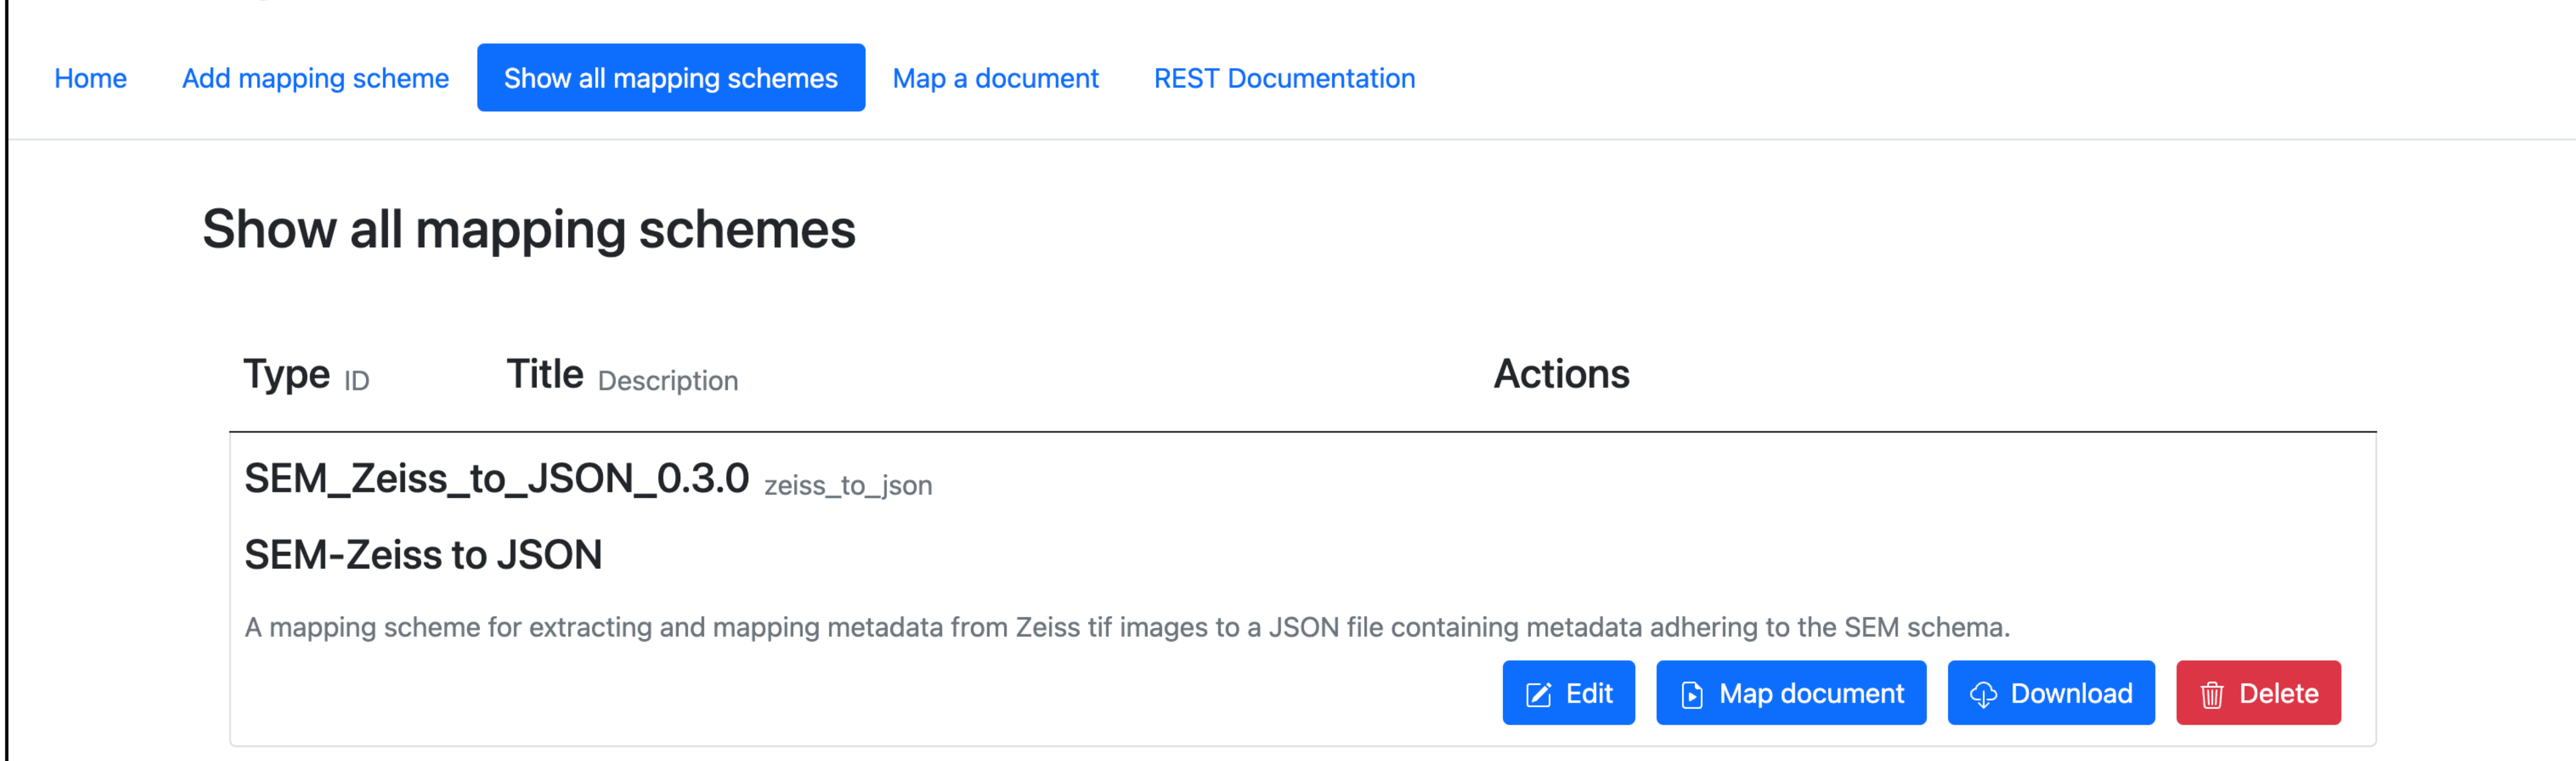 Home Add mapping scheme Show all mapping schemes Map a document REST Documentation
Show all mapping schemes
Type ID Title Description Actions
SEM_Zeiss_to_JSON_0.3.0 zeiss_to_json
SEM-Zeiss to JSON
A mapping scheme for extracting and mapping metadata from Zeiss tif images to a JSON file containing metadata adhering to the SEM schema.
Edit Map document Download Delete